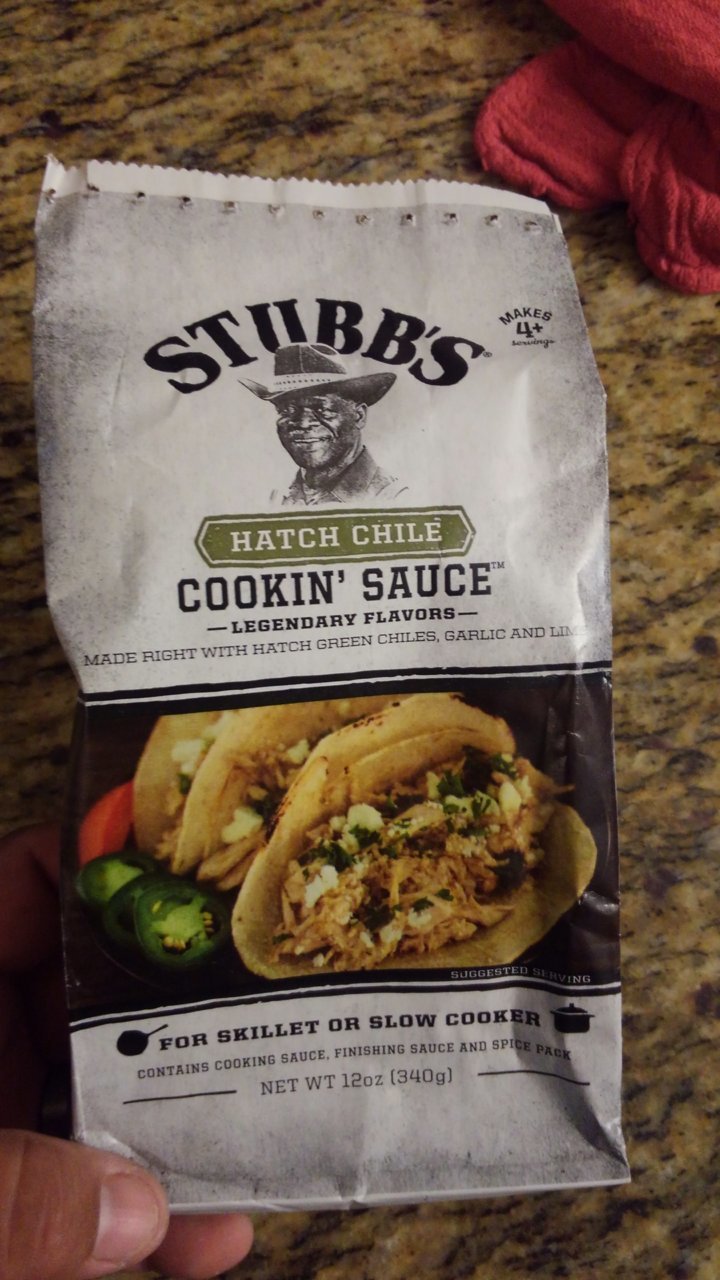 STUBB'S®
MAKES
4+
servings
HATCH CHILE
COOKIN' SAUCE™
—LEGENDARY FLAVORS—
MADE RIGHT WITH HATCH GREEN CHILES, GARLIC AND LIM
SUGGESTED SERVING
FOR SKILLET OR SLOW COOKER
CONTAINS COOKING SAUCE, FINISHING SAUCE AND SPICE PACK
NET WT 12oz (340g)